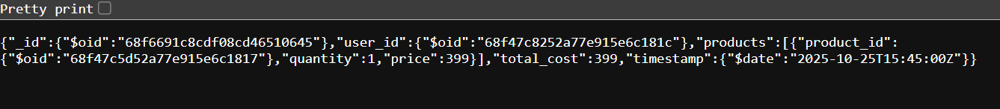 Pretty print
{"_id":{"$oid":"68f6691c8cdf08cd46510645"},"user_id":{"$oid":"68f47c8252a77e915e6c181c"},"products":[{"product_id":
{"$oid":"68f47c5d52a77e915e6c1817"},"quantity":1,"price":399}],"total_cost":399,"timestamp":{"$date":"2025-10-25T15:45:00Z"}}